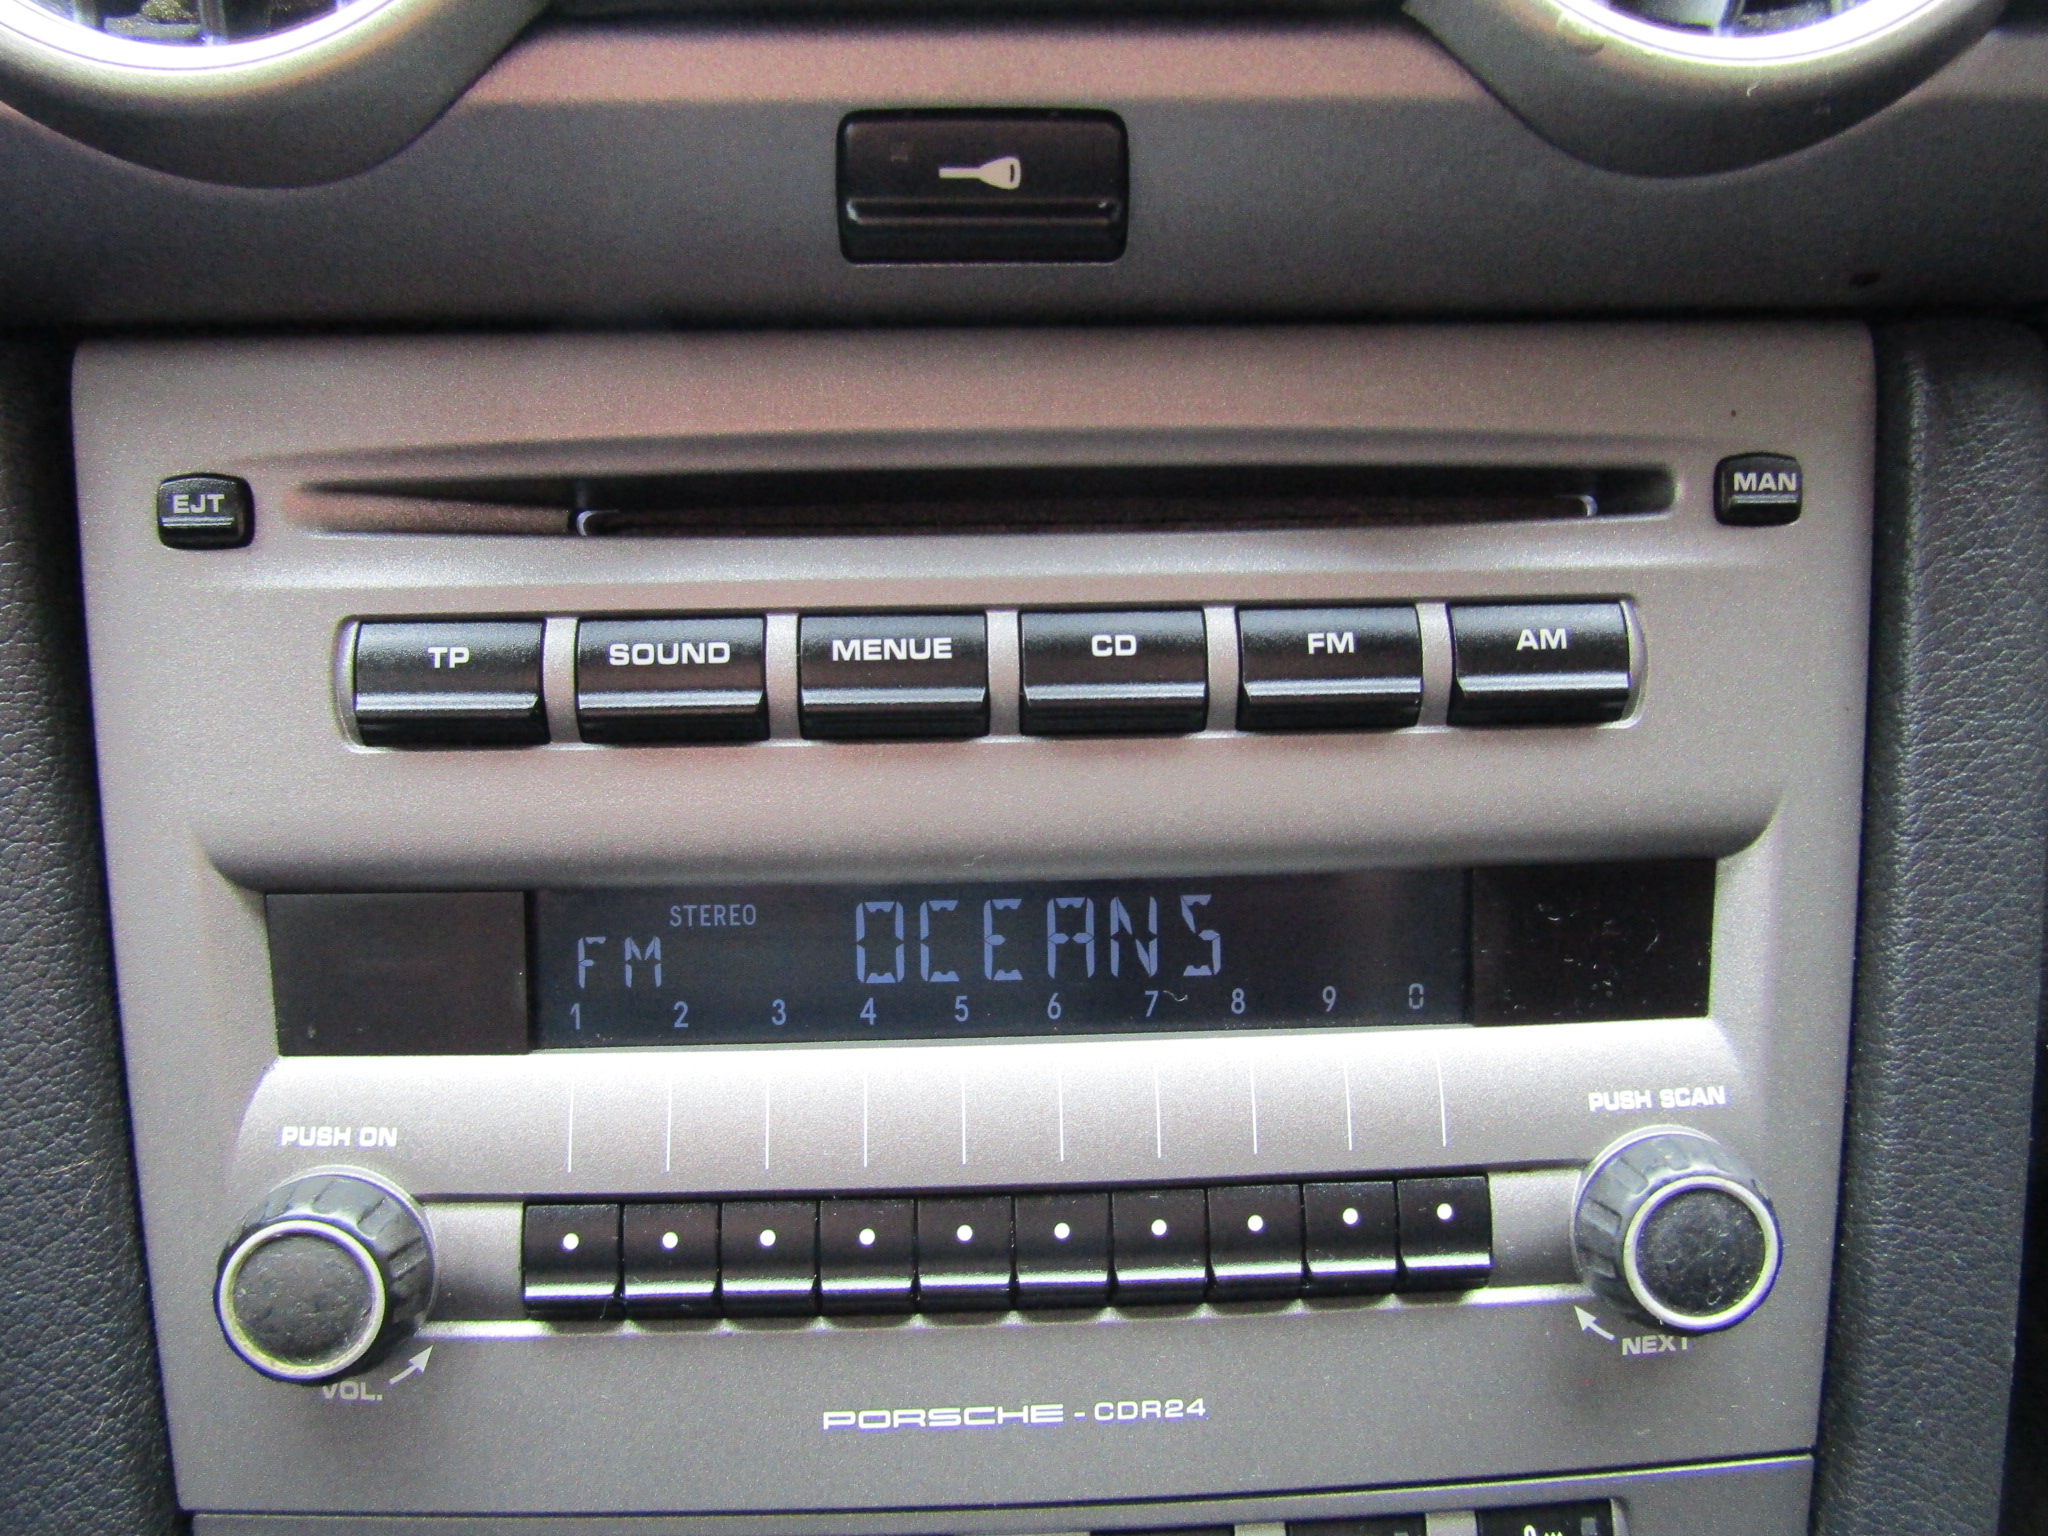 EJT
MAN
TP SOUND MENUE CD FM AM
STEREO
FM OCEANS
1 2 3 4 5 6 7 8 9 0
PUSH ON
PUSH SCAN
VOL.
NEXT
PORSCHE - CDR24